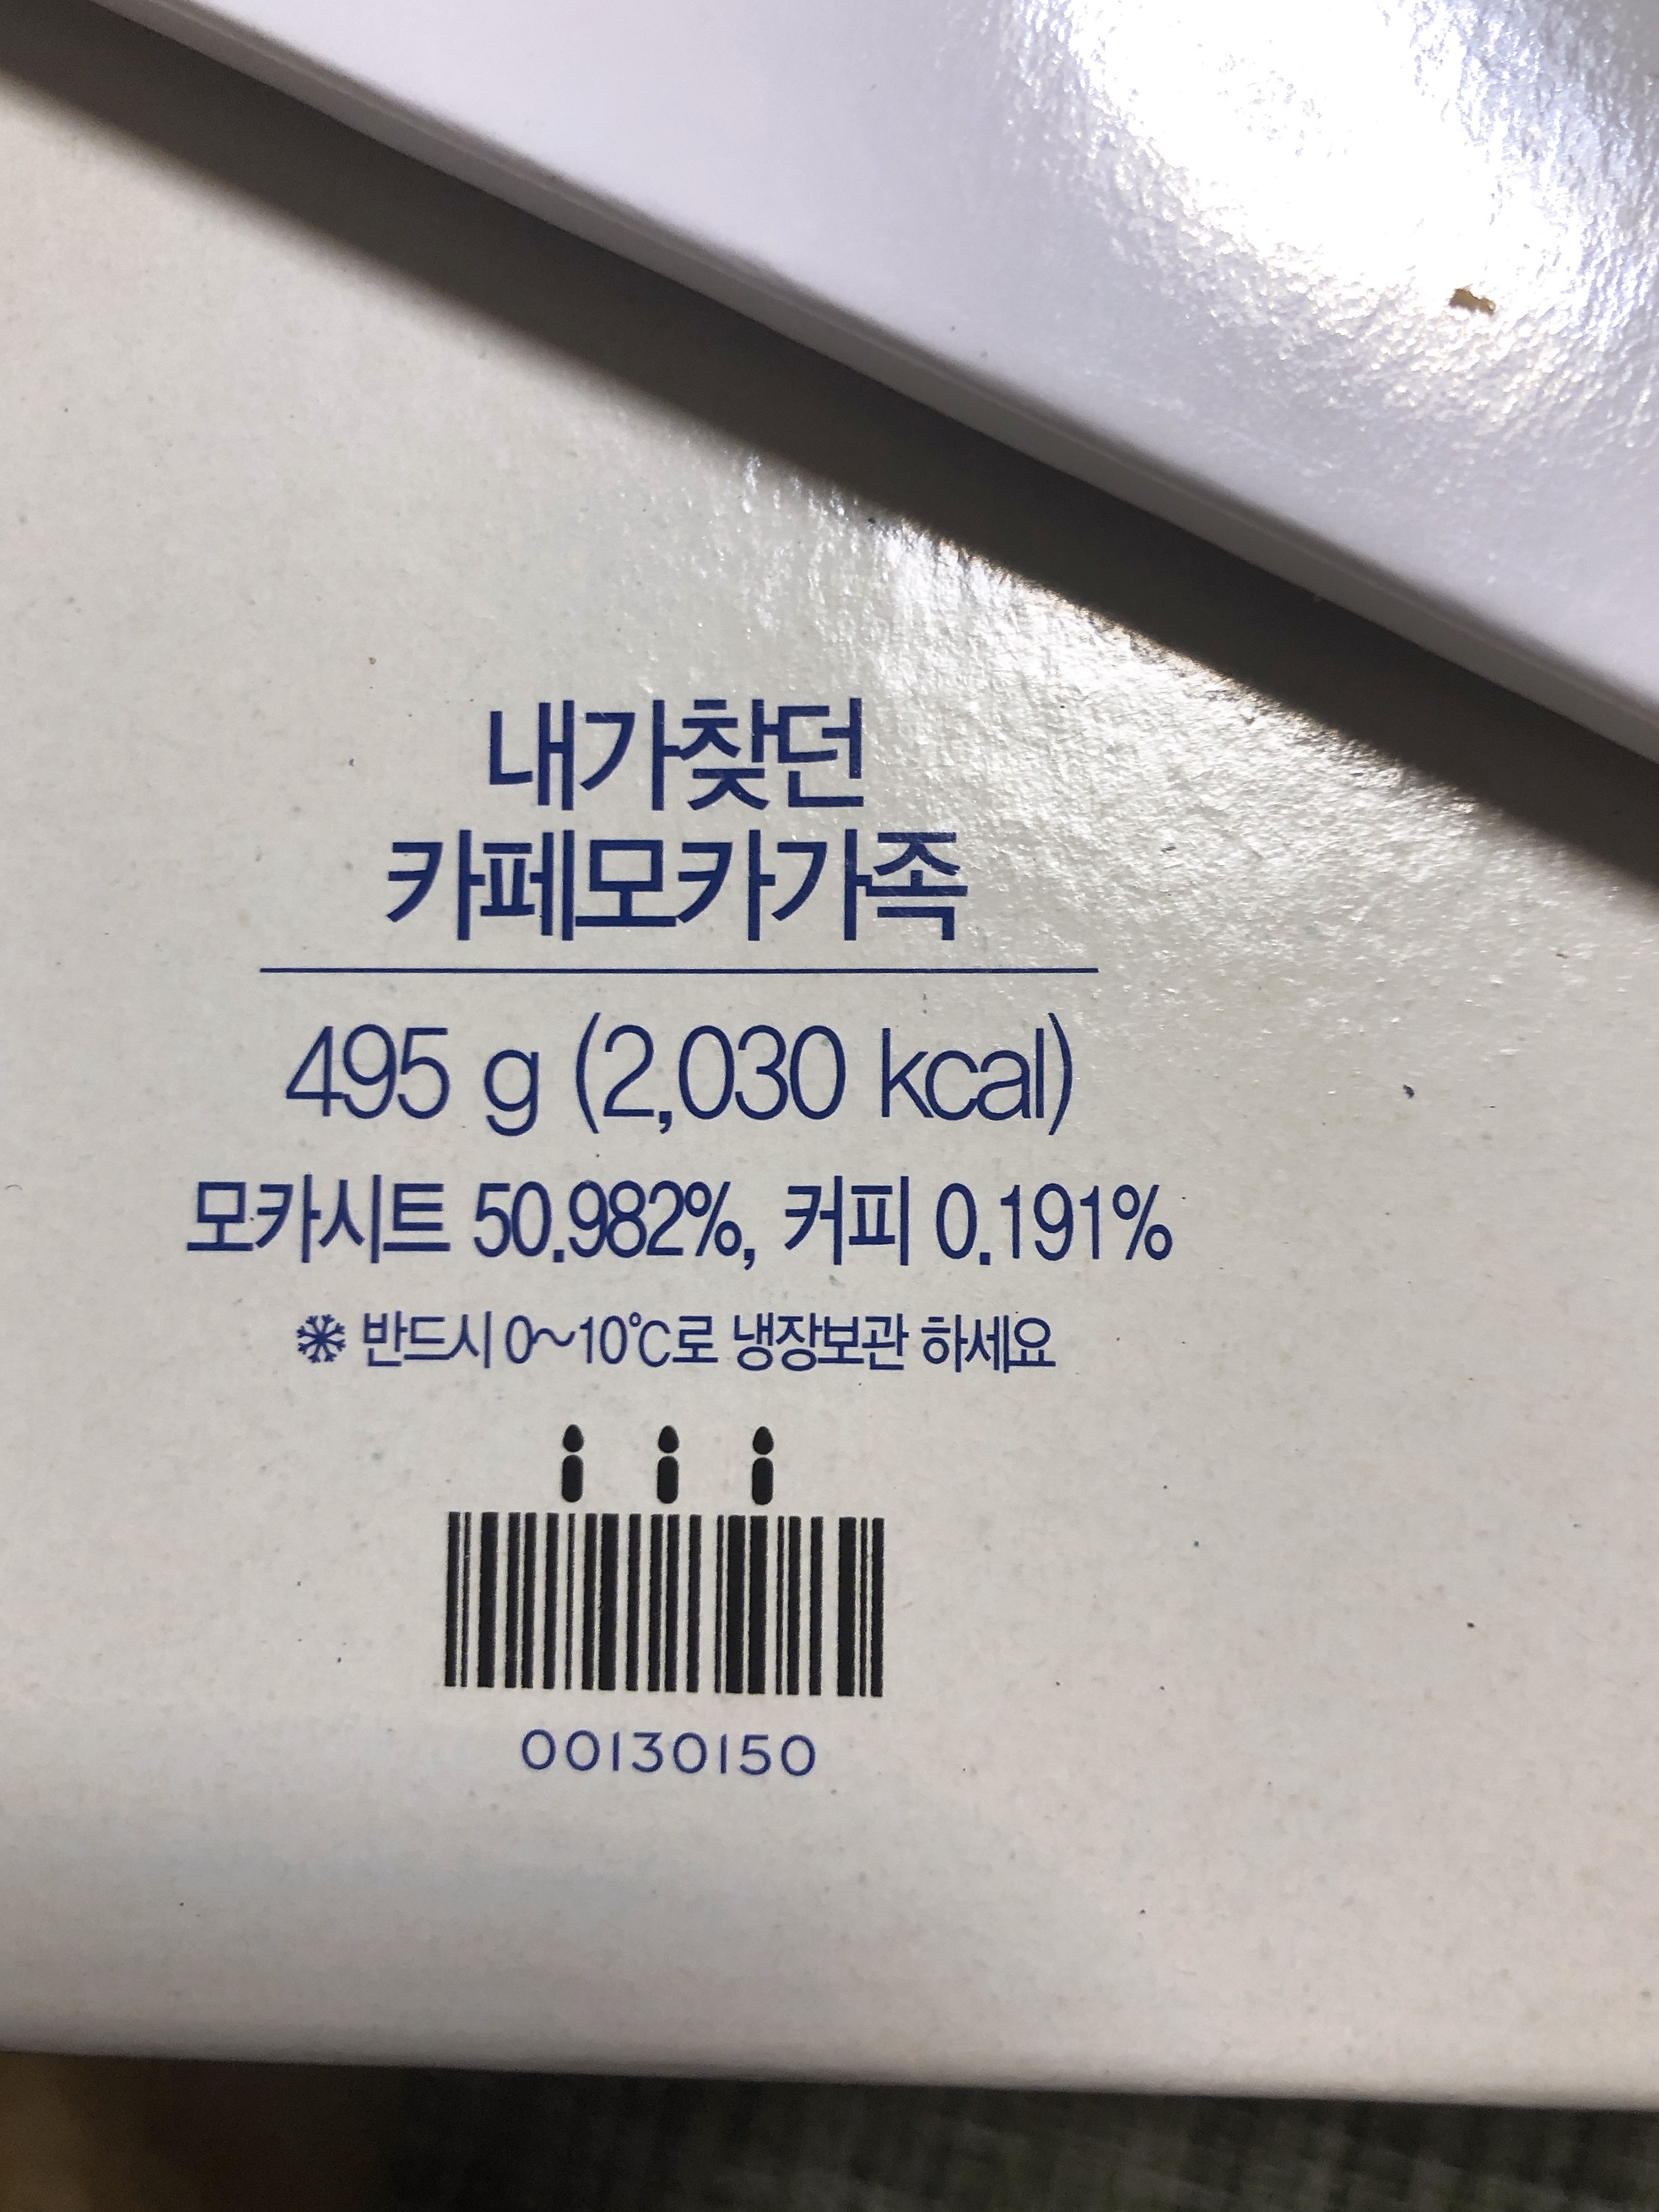 내가찾던
카페모카가족
495 g (2,030 kcal)
모카시트 50.982%, 커피 0.191%
반드시 0~10℃로 냉장보관 하세요
00130150